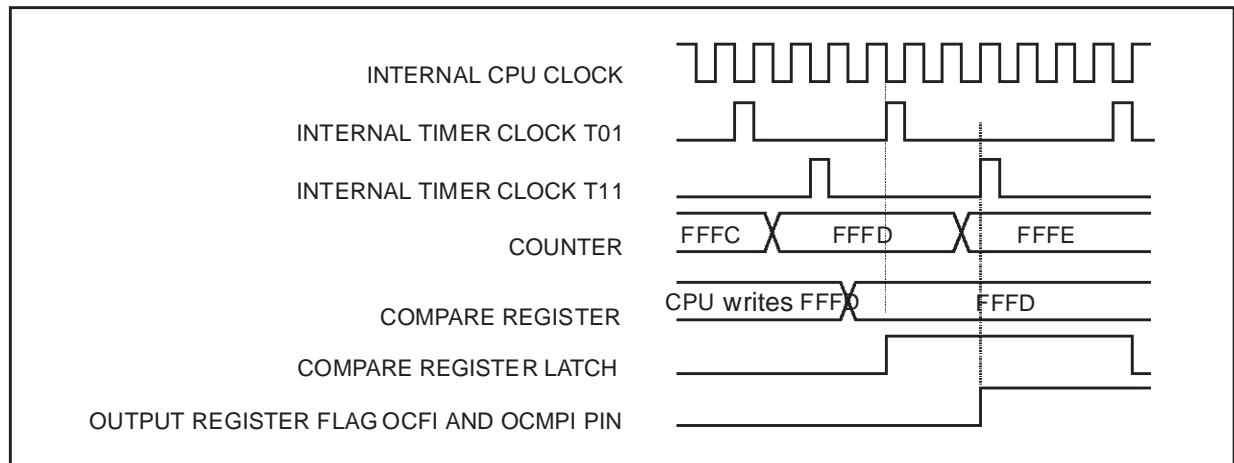 INTERNAL CPU CLOCK
INTERNAL TIMER CLOCK T01
INTERNAL TIMER CLOCK T11
COUNTER
FFFC
FFFD
FFFE
COMPARE REGISTER
CPU writes FFFD
FFFD
COMPARE REGISTER LATCH
OUTPUT REGISTER FLAG OCFI AND OCMPI PIN